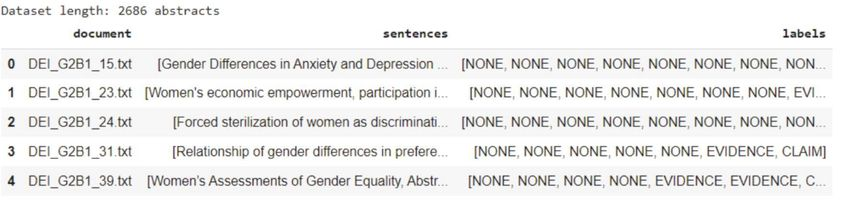 Dataset length: 2686 abstracts
document sentences labels
0 DEI_G2B1_15.txt [Gender Differences in Anxiety and Depression ... [NONE, NONE, NONE, NONE, NONE, NONE, NONE, NON...
1 DEI_G2B1_23.txt [Women's economic empowerment, participation i... [NONE, NONE, NONE, NONE, NONE, NONE, NONE, EVI...
2 DEI_G2B1_24.txt [Forced sterilization of women as discriminati... [NONE, NONE, NONE, NONE, NONE, NONE, NONE, NON...
3 DEI_G2B1_31.txt [Relationship of gender differences in prefere... [NONE, NONE, NONE, NONE, NONE, EVIDENCE, CLAIM]
4 DEI_G2B1_39.txt [Women's Assessments of Gender Equality, Abstr... [NONE, NONE, NONE, NONE, EVIDENCE, EVIDENCE, C...